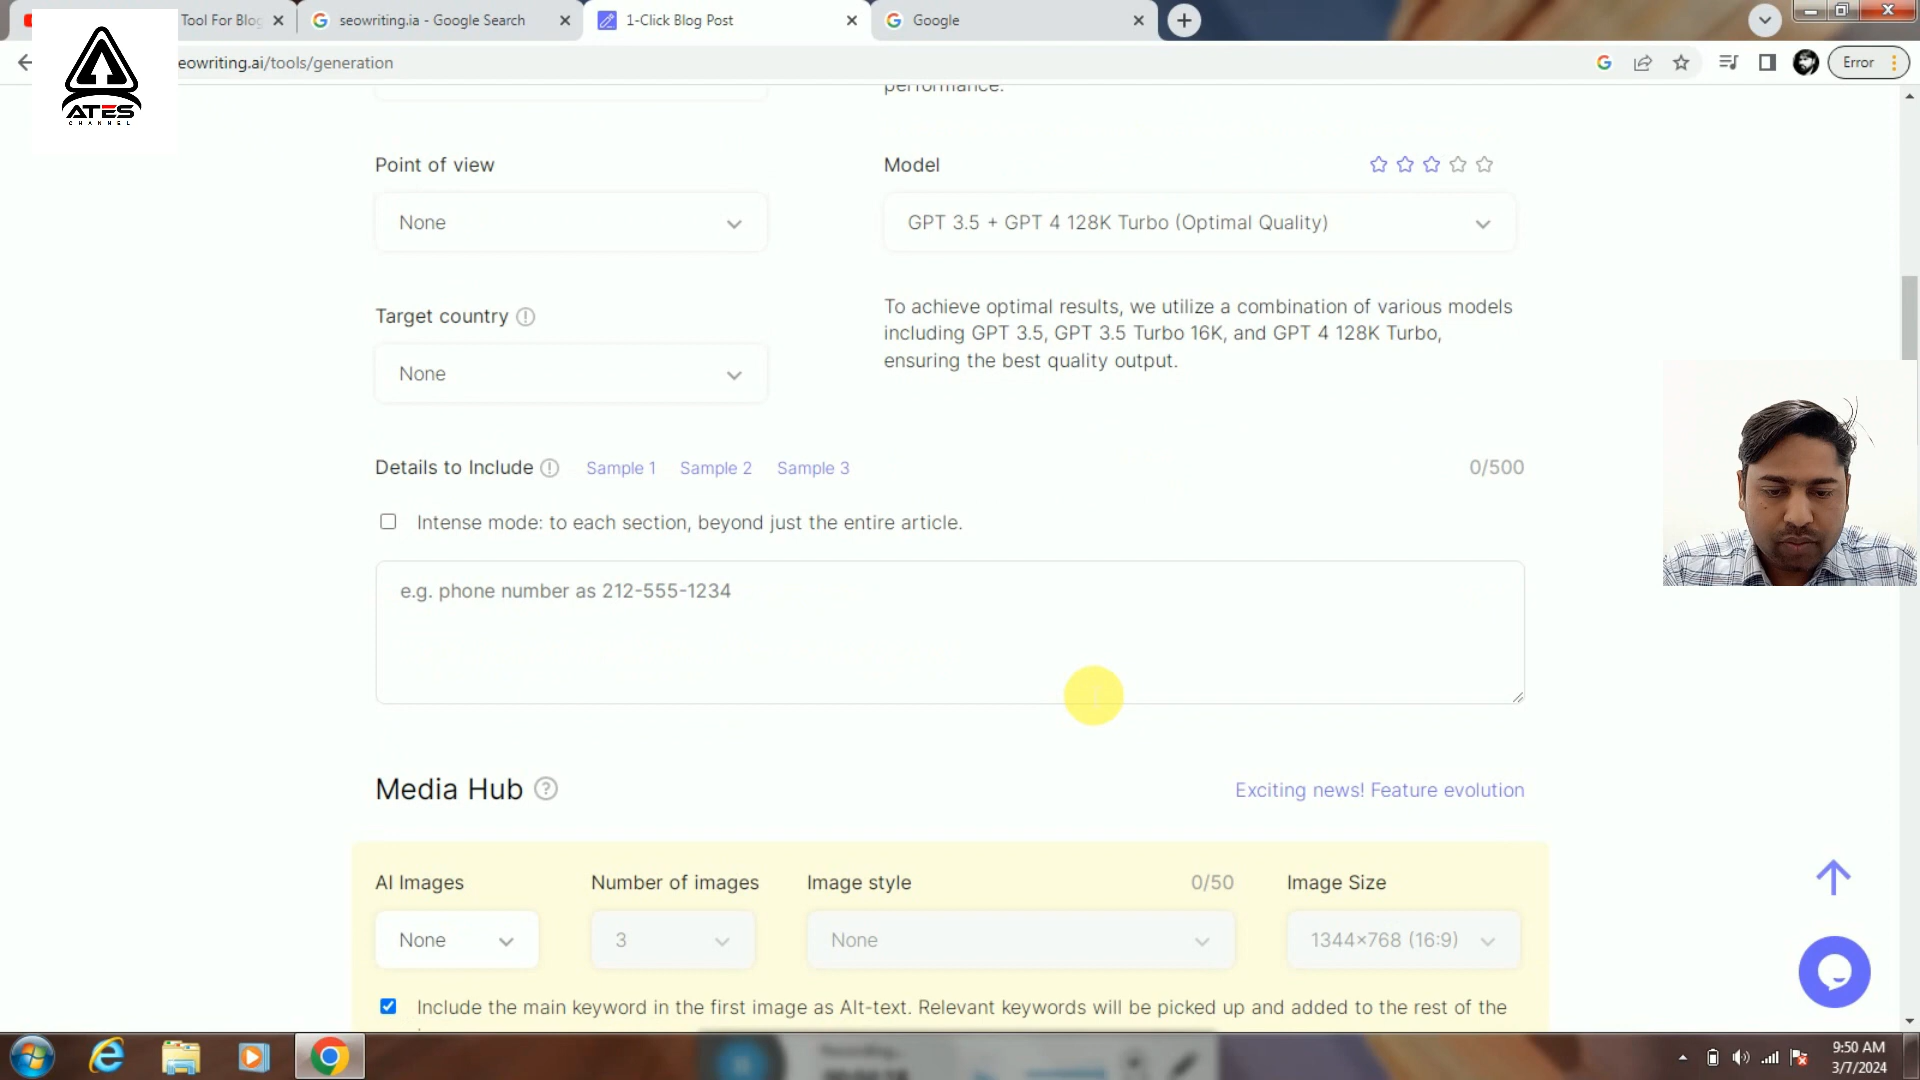 Tool For Blog
seowriting.ia - Google Search
1-Click Blog Post
Google
eowriting.ai/tools/generation
Error
ATES
CHANNEL
performance.
Point of view
Model
None
GPT 3.5 + GPT 4 128K Turbo (Optimal Quality)
Target country
To achieve optimal results, we utilize a combination of various models
including GPT 3.5, GPT 3.5 Turbo 16K, and GPT 4 128K Turbo,
ensuring the best quality output.
None
Details to Include
Sample 1
Sample 2
Sample 3
0/500
Intense mode: to each section, beyond just the entire article.
e.g. phone number as 212-555-1234
Media Hub
Exciting news! Feature evolution
AI Images
Number of images
Image style
0/50
Image Size
None
3
None
1344×768 (16:9)
Include the main keyword in the first image as Alt-text. Relevant keywords will be picked up and added to the rest of the
9:50 AM
3/7/2024